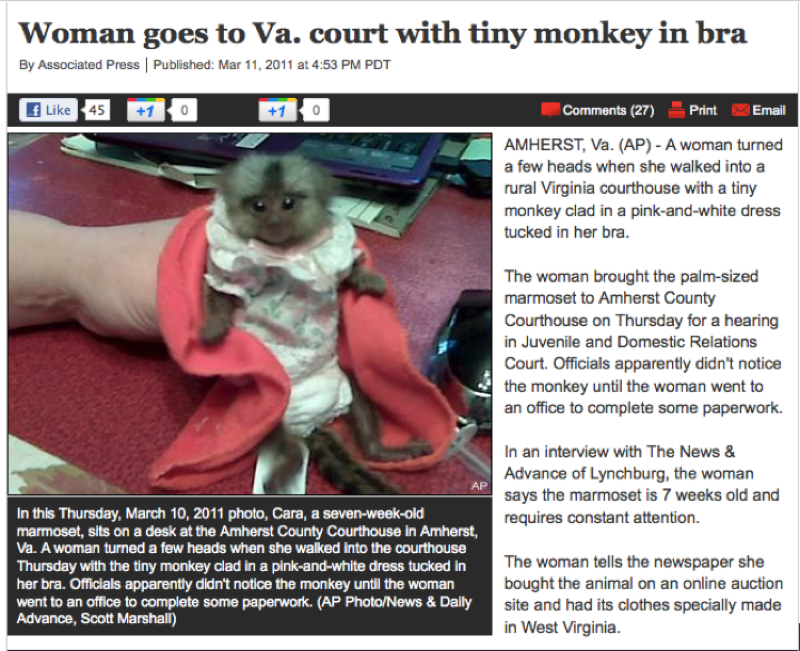 Woman goes to Va. court with tiny monkey in bra
By Associated Press | Published: Mar 11, 2011 at 4:53 PM PDT
Like 45 +1 0 +1 0 Comments (27) Print Email
AMHERST, Va. (AP) - A woman turned
a few heads when she walked into a
rural Virginia courthouse with a tiny
monkey clad in a pink-and-white dress
tucked in her bra.
The woman brought the palm-sized
marmoset to Amherst County
Courthouse on Thursday for a hearing
in Juvenile and Domestic Relations
Court. Officials apparently didn't notice
the monkey until the woman went to
an office to complete some paperwork.
In an interview with The News &
Advance of Lynchburg, the woman
says the marmoset is 7 weeks old and
requires constant attention.
The woman tells the newspaper she
bought the animal on an online auction
site and had its clothes specially made
in West Virginia.
AP
In this Thursday, March 10, 2011 photo, Cara, a seven-week-old
marmoset, sits on a desk at the Amherst County Courthouse in Amherst,
Va. A woman turned a few heads when she walked into the courthouse
Thursday with the tiny monkey clad in a pink-and-white dress tucked in
her bra. Officials apparently didn't notice the monkey until the woman
went to an office to complete some paperwork. (AP Photo/News & Daily
Advance, Scott Marshall)